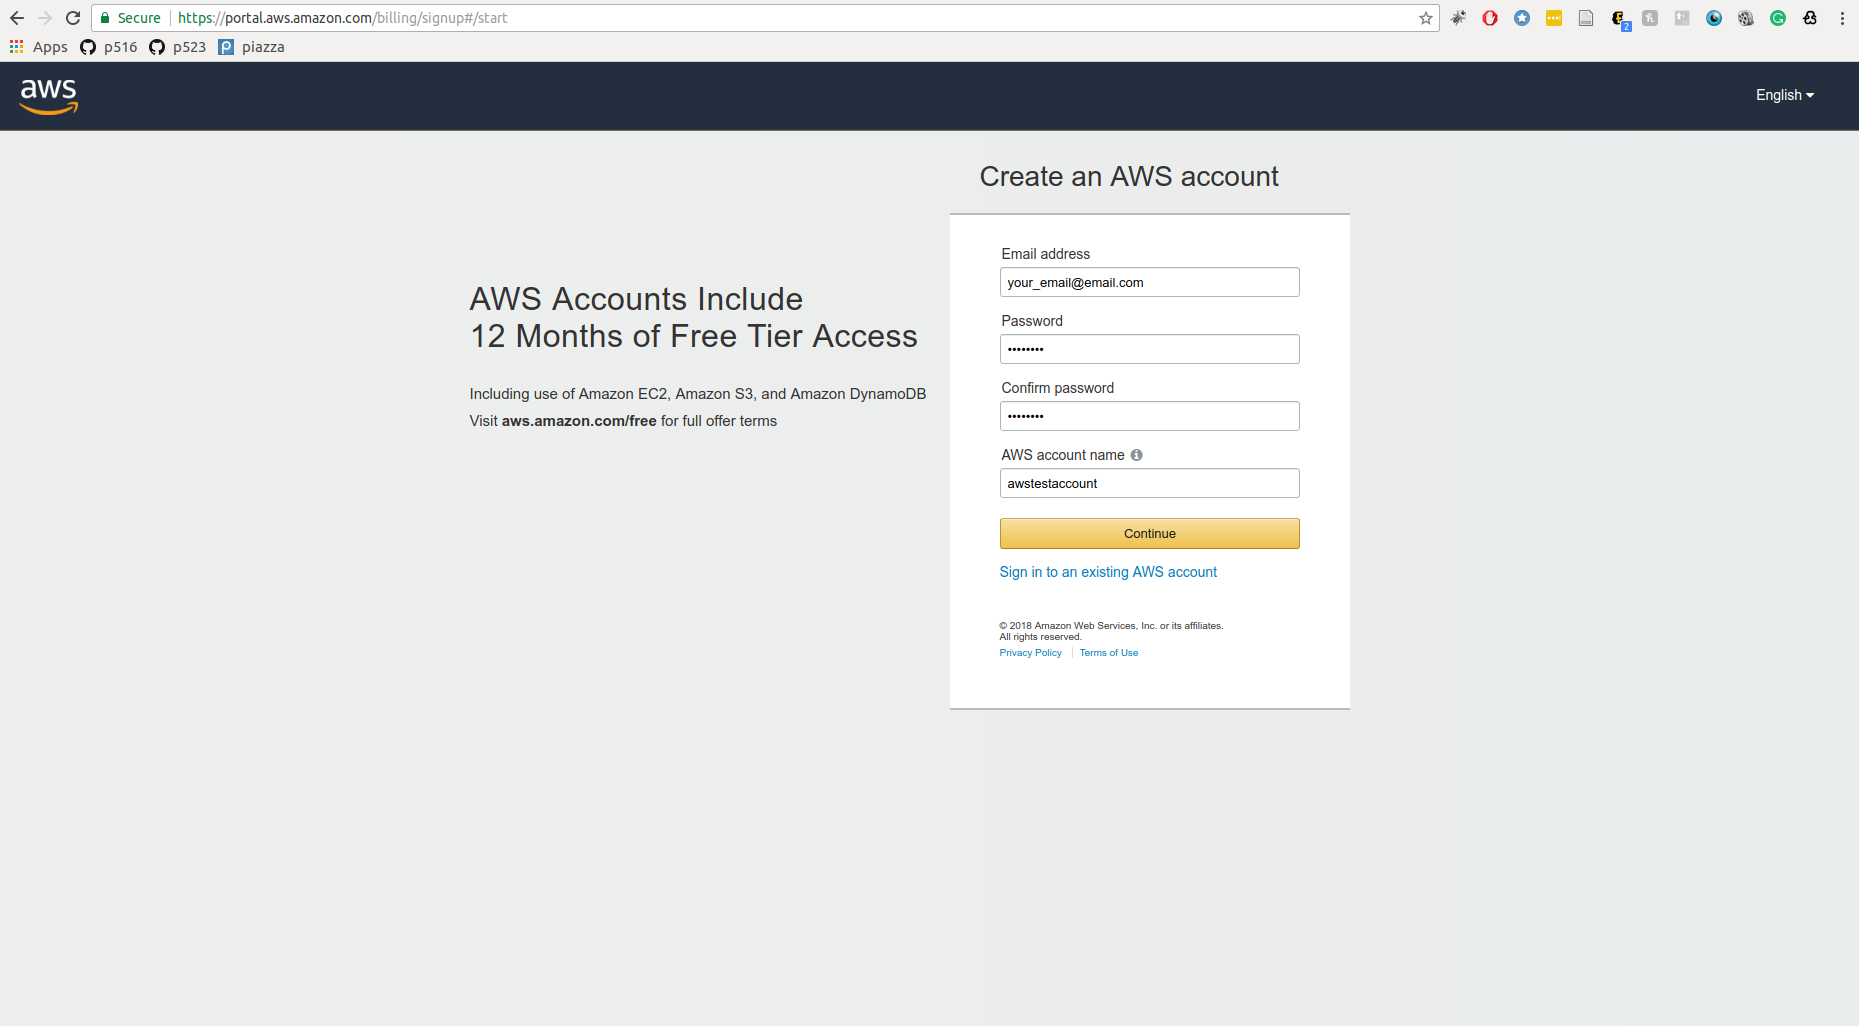 Secure https://portal.aws.amazon.com/billing/signup#/start
2
Apps p516 p523 piazza
aws
English
Create an AWS account
Email address
your_email@email.com
AWS Accounts Include
12 Months of Free Tier Access
Password
••••••••
Confirm password
Including use of Amazon EC2, Amazon S3, and Amazon DynamoDB
Visit aws.amazon.com/free for full offer terms
••••••••
AWS account name
awstestaccount
Continue
Sign in to an existing AWS account
© 2018 Amazon Web Services, Inc. or its affiliates.
All rights reserved.
Privacy Policy Terms of Use